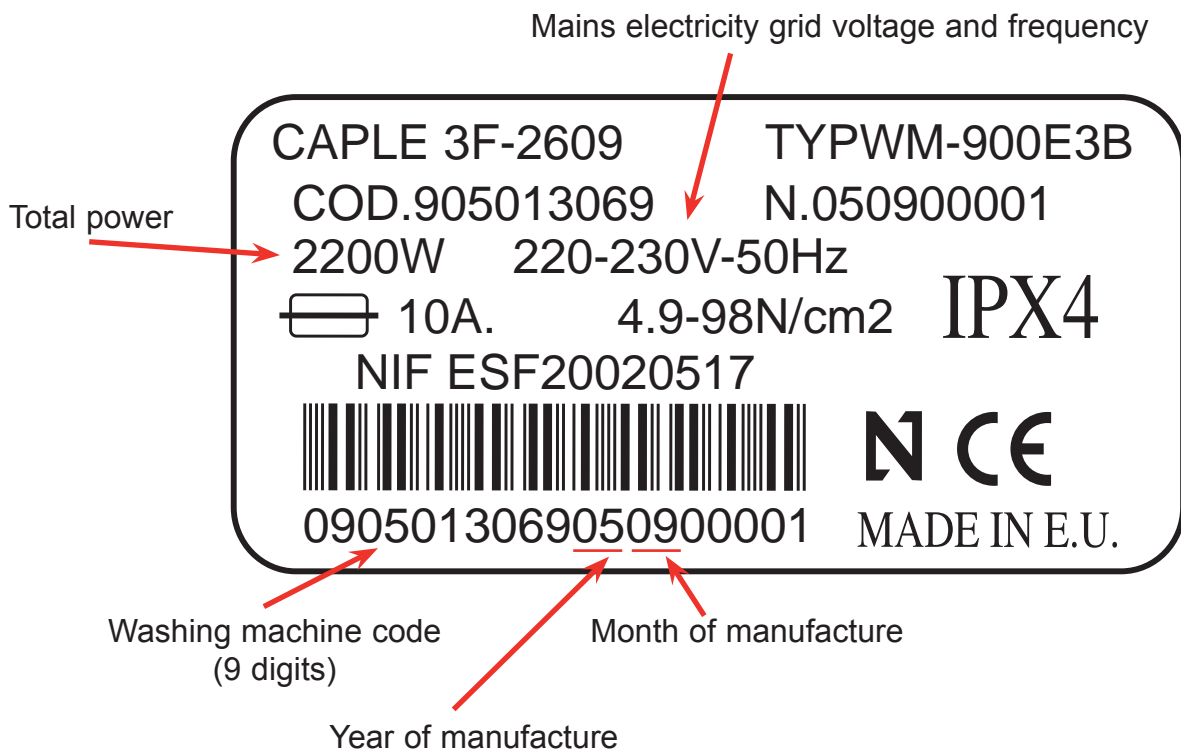 Mains electricity grid voltage and frequency
CAPLE 3F-2609 TYPWM-900E3B
COD.905013069 N.050900001
Total power
2200W 220-230V-50Hz
10A. 4.9-98N/cm2 IPX4
NIF ESF20020517
N CE
0905013069050900001 MADE IN E.U.
Washing machine code
(9 digits)
Month of manufacture
Year of manufacture